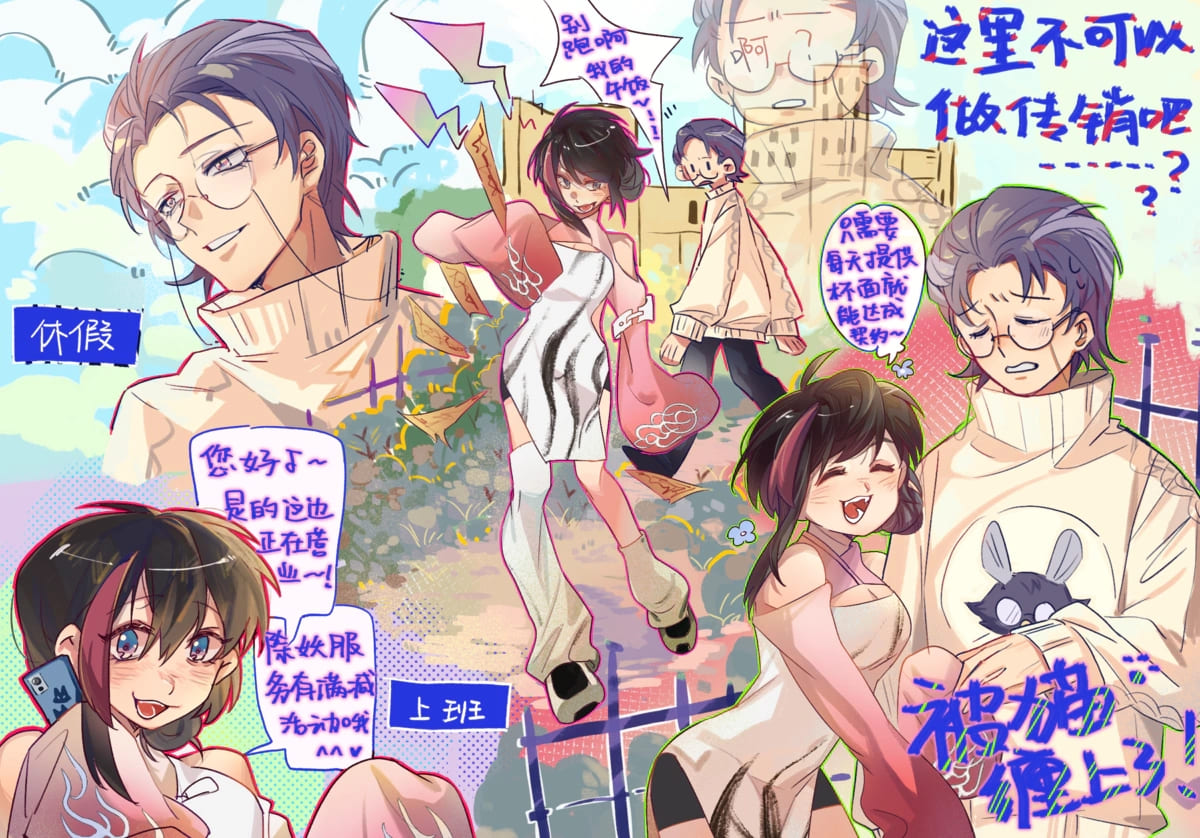 休假
别
跑啊
我的
午饭~!!
啊?
这里不可以
做传销吧
------?
?
只需要
每天提供
杯面就
能达成
契约~
您好♪~
是的这边
正在营
业~!
除妖服
务有满减
活动哦
^^♥
上班
被
缠上了!